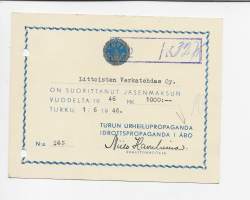 Littoisten Verkatehdas Oy.
ON SUORITTANUT JÄSENMAKSUN
VUODELTA 19 46 MK 1000:--
TURKU 1.6.19 46.
TURUN URHEILUPROPAGANDA
IDROTTSPROPAGANDA I ÅBO
N:o 265